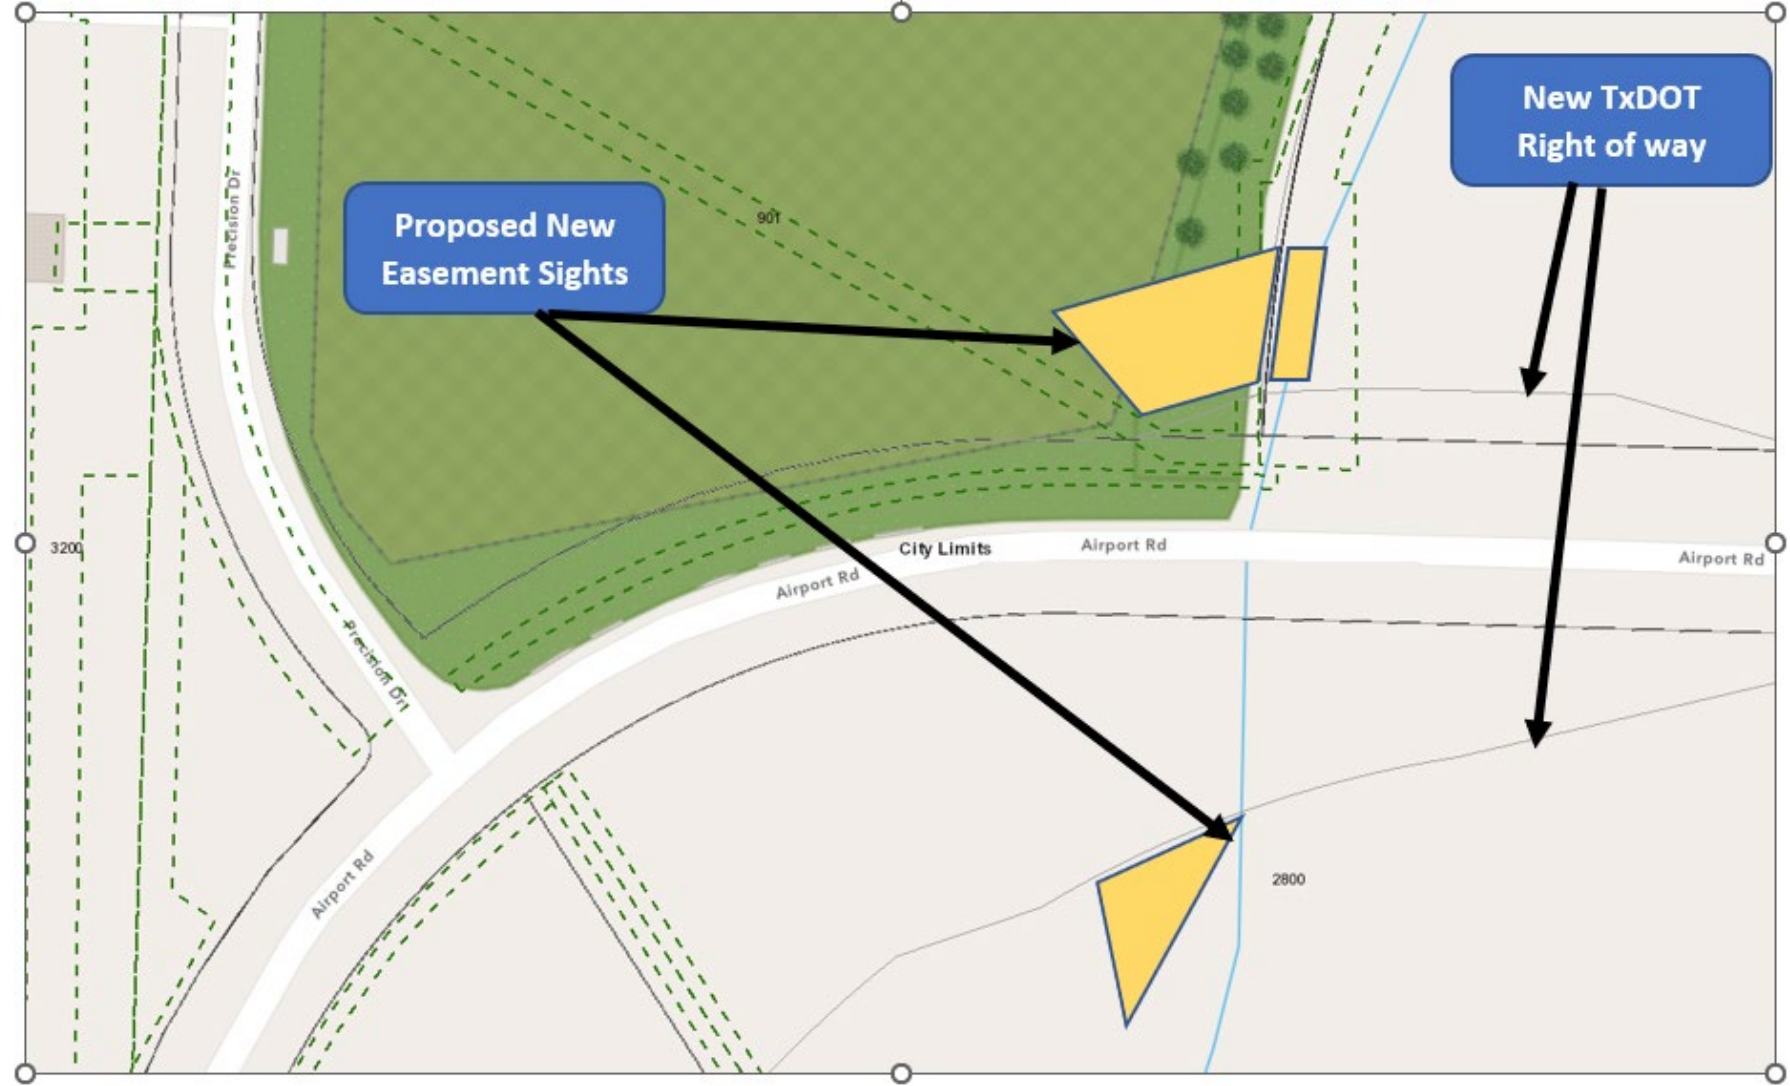 New TxDOT
Right of way
Precision Dr
Proposed New
Easement Sights
901
3200
City Limits
Airport Rd
Airport Rd
Airport Rd
Precision Dr
Airport Rd
2800